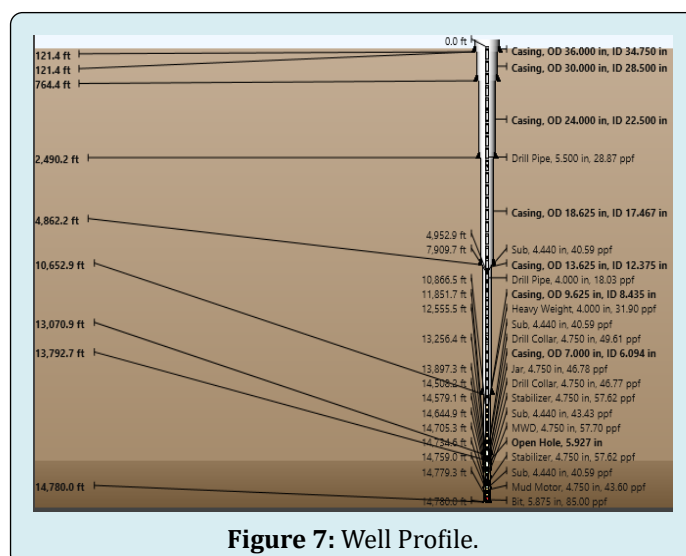 0.0 ft
121.4 ft
121.4 ft
764.4 ft
2,490.2 ft
4,862.2 ft
10,652.9 ft
13,070.9 ft
13,792.7 ft
14,780.0 ft
4,952.9 ft
7,909.7 ft
10,866.5 ft
11,851.7 ft
12,555.5 ft
13,256.4 ft
13,897.3 ft
14,508.2 ft
14,579.1 ft
14,644.9 ft
14,705.3 ft
14,734.6 ft
14,759.0 ft
14,779.3 ft
14,780.0 ft
Casing, OD 36.000 in, ID 34.750 in
Casing, OD 30.000 in, ID 28.500 in
Casing, OD 24.000 in, ID 22.500 in
Drill Pipe, 5.500 in, 28.87 ppf
Casing, OD 18.625 in, ID 17.467 in
Sub, 4.440 in, 40.59 ppf
Casing, OD 13.625 in, ID 12.375 in
Drill Pipe, 4.000 in, 18.03 ppf
Casing, OD 9.625 in, ID 8.435 in
Heavy Weight, 4.000 in, 31.90 ppf
Sub, 4.440 in, 40.59 ppf
Drill Collar, 4.750 in, 49.61 ppf
Casing, OD 7.000 in, ID 6.094 in
Jar, 4.750 in, 46.78 ppf
Drill Collar, 4.750 in, 46.77 ppf
Stabilizer, 4.750 in, 57.62 ppf
Sub, 4.440 in, 43.43 ppf
MWD, 4.750 in, 57.70 ppf
Open Hole, 5.927 in
Stabilizer, 4.750 in, 57.62 ppf
Sub, 4.440 in, 40.59 ppf
Mud Motor, 4.750 in, 43.60 ppf
Bit, 5.875 in, 85.00 ppf
Figure 7: Well Profile.